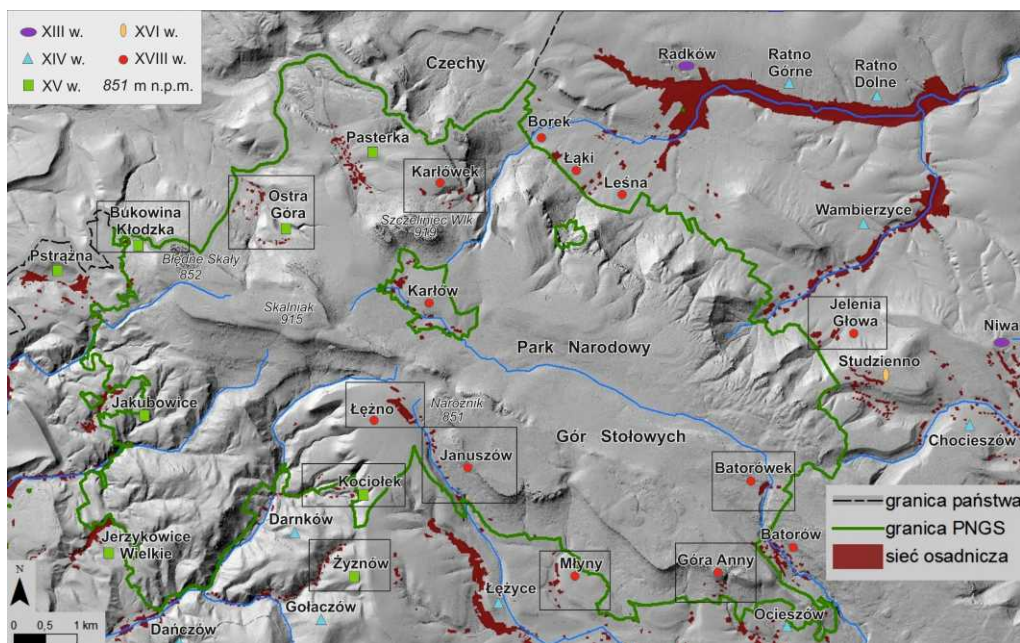 XIII w. XVI w.
XIV w. XVIII w.
XV w. 851 m n.p.m.
Czechy
Radków
Ratno
Górne
Ratno
Dolne
Borek
Pasterka
Łąki
Karłówek
Leśna
Ostra
Góra
Szczeliniec Wlk
919
Wambierzyce
Bukowina
Kłodzka
Błędne Skały
852
Pstrążna
Karłów
Skalniak
915
Jelenia
Głowa
Niwa
Park Narodowy
Studzienno
Jakubowice
Łężno
Narożnik
851
Gór Stołowych
Chocieszów
Januszów
Batorówek
Kociołek
granica państwa
granica PNGS
sieć osadnicza
Darnków
Batorów
Jerzykowice
Wielkie
Żyznów
Młyny
Góra Anny
N
Łężyce
Gołaczów
Ocieszów
0 0,5 1 km
Dańczów